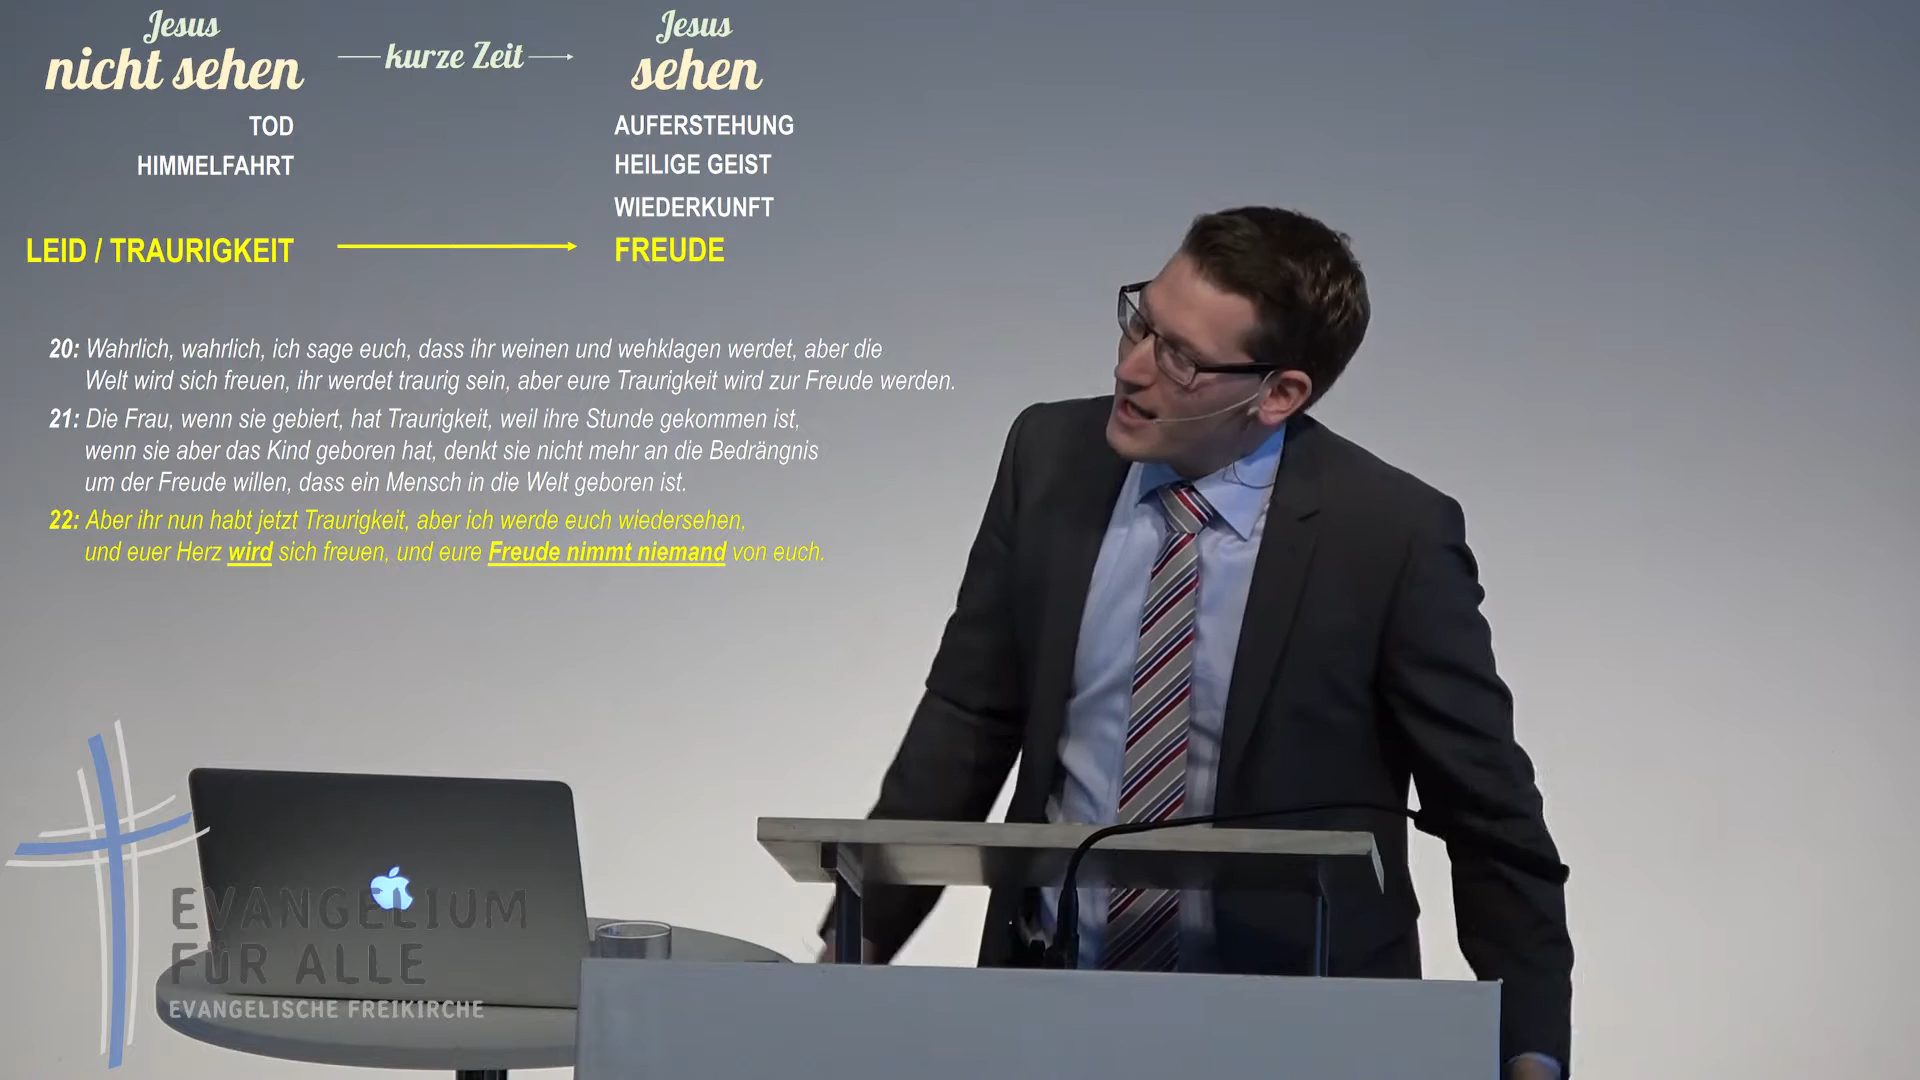 Jesus
nicht sehen
kurze Zeit
Jesus
sehen
TOD
AUFERSTEHUNG
HIMMELFAHRT
HEILIGE GEIST
WIEDERKUNFT
LEID / TRAURIGKEIT
FREUDE
20: Wahrlich, wahrlich, ich sage euch, dass ihr weinen und wehklagen werdet, aber die
Welt wird sich freuen, ihr werdet traurig sein, aber eure Traurigkeit wird zur Freude werden.
21: Die Frau, wenn sie gebiert, hat Traurigkeit, weil ihre Stunde gekommen ist,
wenn sie aber das Kind geboren hat, denkt sie nicht mehr an die Bedrängnis
um der Freude willen, dass ein Mensch in die Welt geboren ist.
22: Aber ihr nun habt jetzt Traurigkeit, aber ich werde euch wiedersehen,
und euer Herz wird sich freuen, und eure Freude nimmt niemand von euch.
EVANGELIUM
FÜR ALLE
EVANGELISCHE FREIKIRCHE